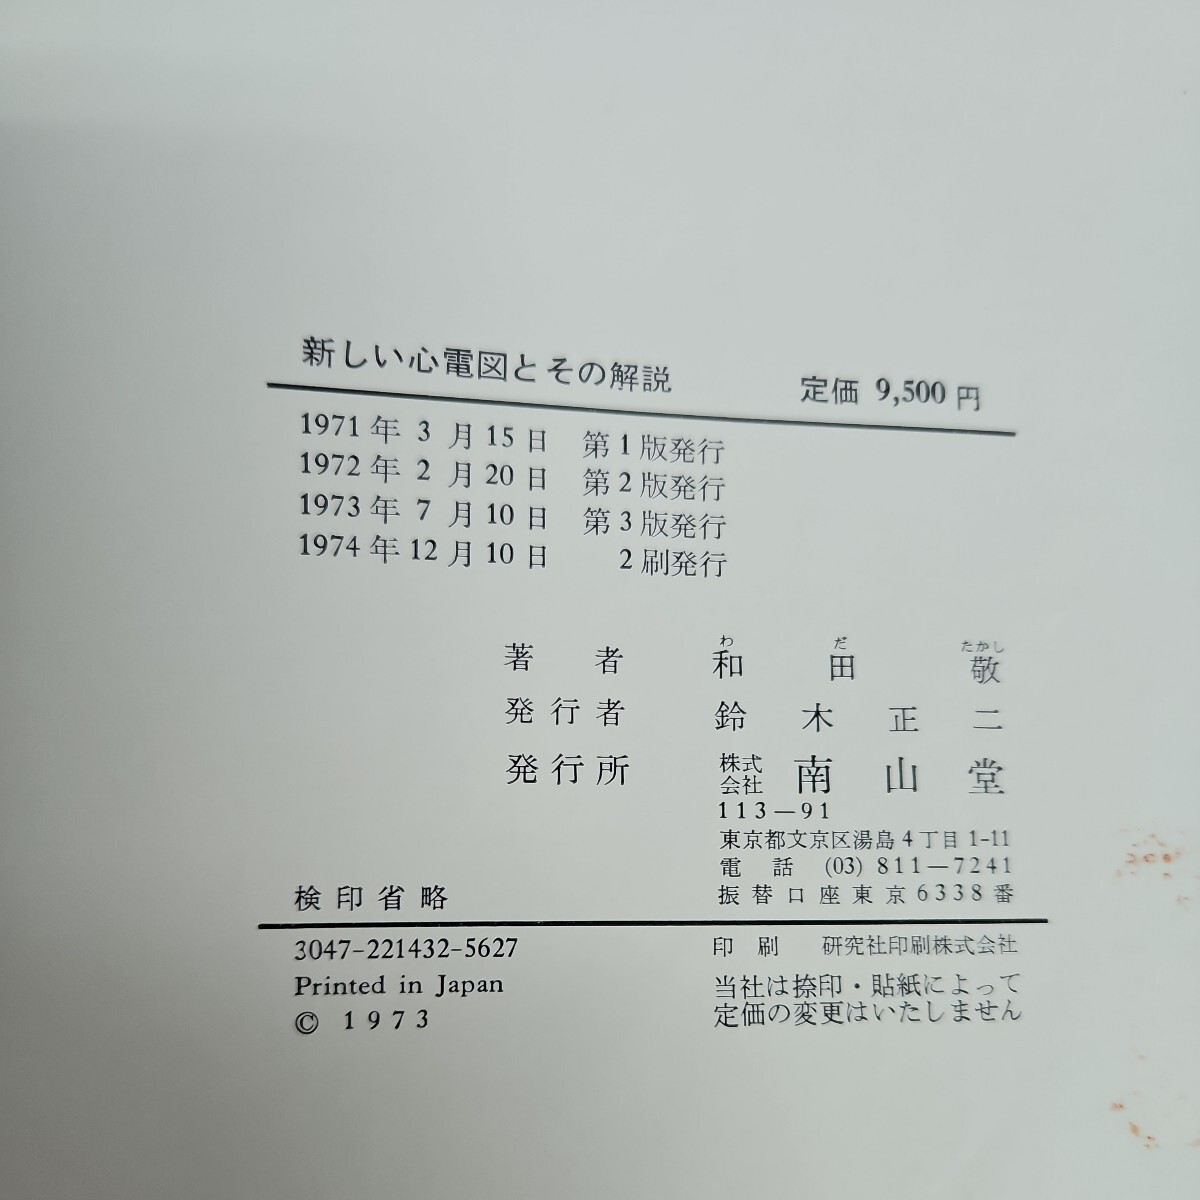 新しい心電図とその解説 定価 9,500 円
1971 年 3 月 15 日 第 1 版発行
1972 年 2 月 20 日 第 2 版発行
1973 年 7 月 10 日 第 3 版発行
1974 年 12 月 10 日 2 刷発行
わ だ たかし
著者 和田 敬
発行者 鈴木正二
発行所 株式会社 南山堂
113—91
東京都文京区湯島 4 丁目 1-11
電話 (03) 811—7241
振替口座東京 6338 番
検印省略
3047-221432-5627
Printed in Japan
© 1973
印刷 研究社印刷株式会社
当社は捺印・貼紙によって
定価の変更はいたしません